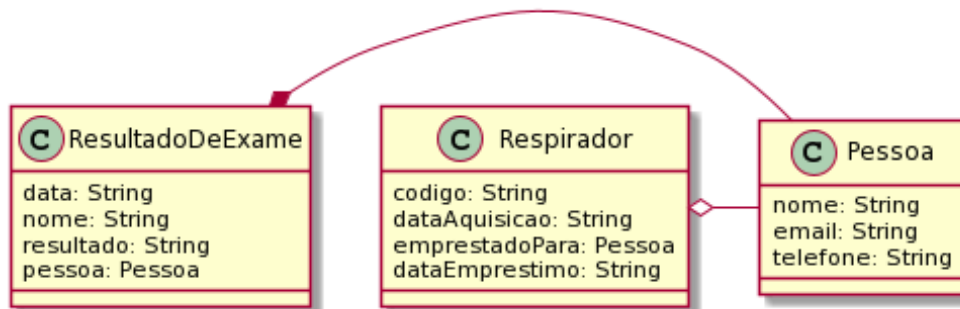 C ResultadoDeExame
data: String
nome: String
resultado: String
pessoa: Pessoa
C Respirador
codigo: String
dataAquisicao: String
emprestadoPara: Pessoa
dataEmprestimo: String
C Pessoa
nome: String
email: String
telefone: String